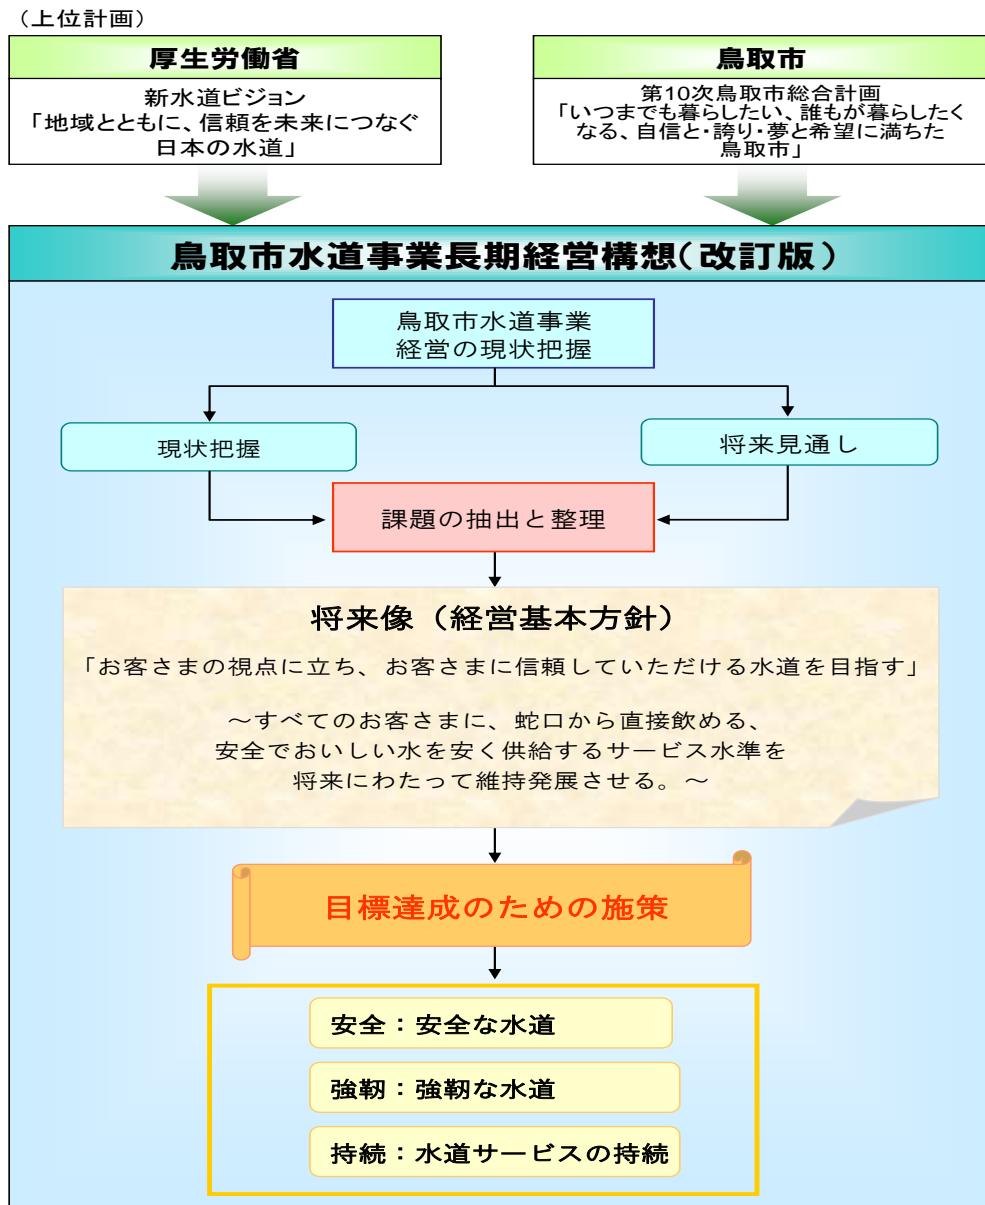 （上位計画）
厚生労働省
新水道ビジョン
「地域とともに、信頼を未来につなぐ
日本の水道」
鳥取市
第10次鳥取市総合計画
「いつまでも暮らしたい、誰もが暮らしたく
なる、自信と・誇り・夢と希望に満ちた
鳥取市」
鳥取市水道事業長期経営構想（改訂版）
鳥取市水道事業
経営の現状把握
現状把握
将来見通し
課題の抽出と整理
将来像（経営基本方針）
「お客さまの視点に立ち、お客さまに信頼していただける水道を目指す」
～すべてのお客さまに、蛇口から直接飲める、
安全でおいしい水を安く供給するサービス水準を
将来にわたって維持発展させる。～
目標達成のための施策
安全：安全な水道
強靭：強靭な水道
持続：水道サービスの持続